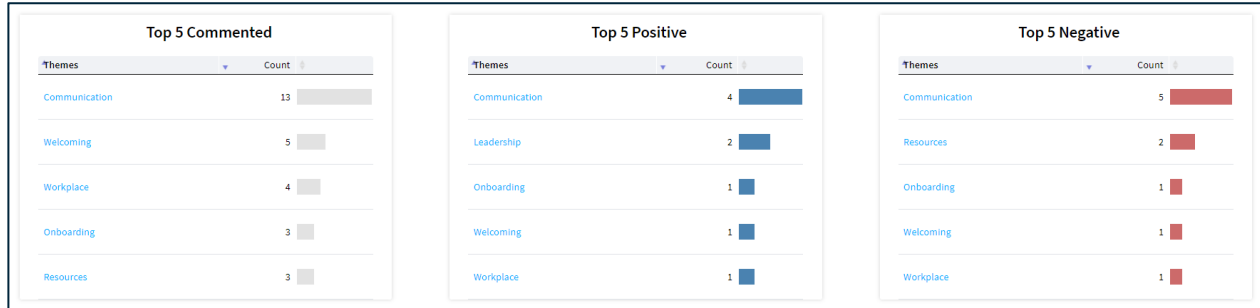 Top 5 Commented
Themes Count
Communication 13
Welcoming 5
Workplace 4
Onboarding 3
Resources 3
Top 5 Positive
Themes Count
Communication 4
Leadership 2
Onboarding 1
Welcoming 1
Workplace 1
Top 5 Negative
Themes Count
Communication 5
Resources 2
Onboarding 1
Welcoming 1
Workplace 1